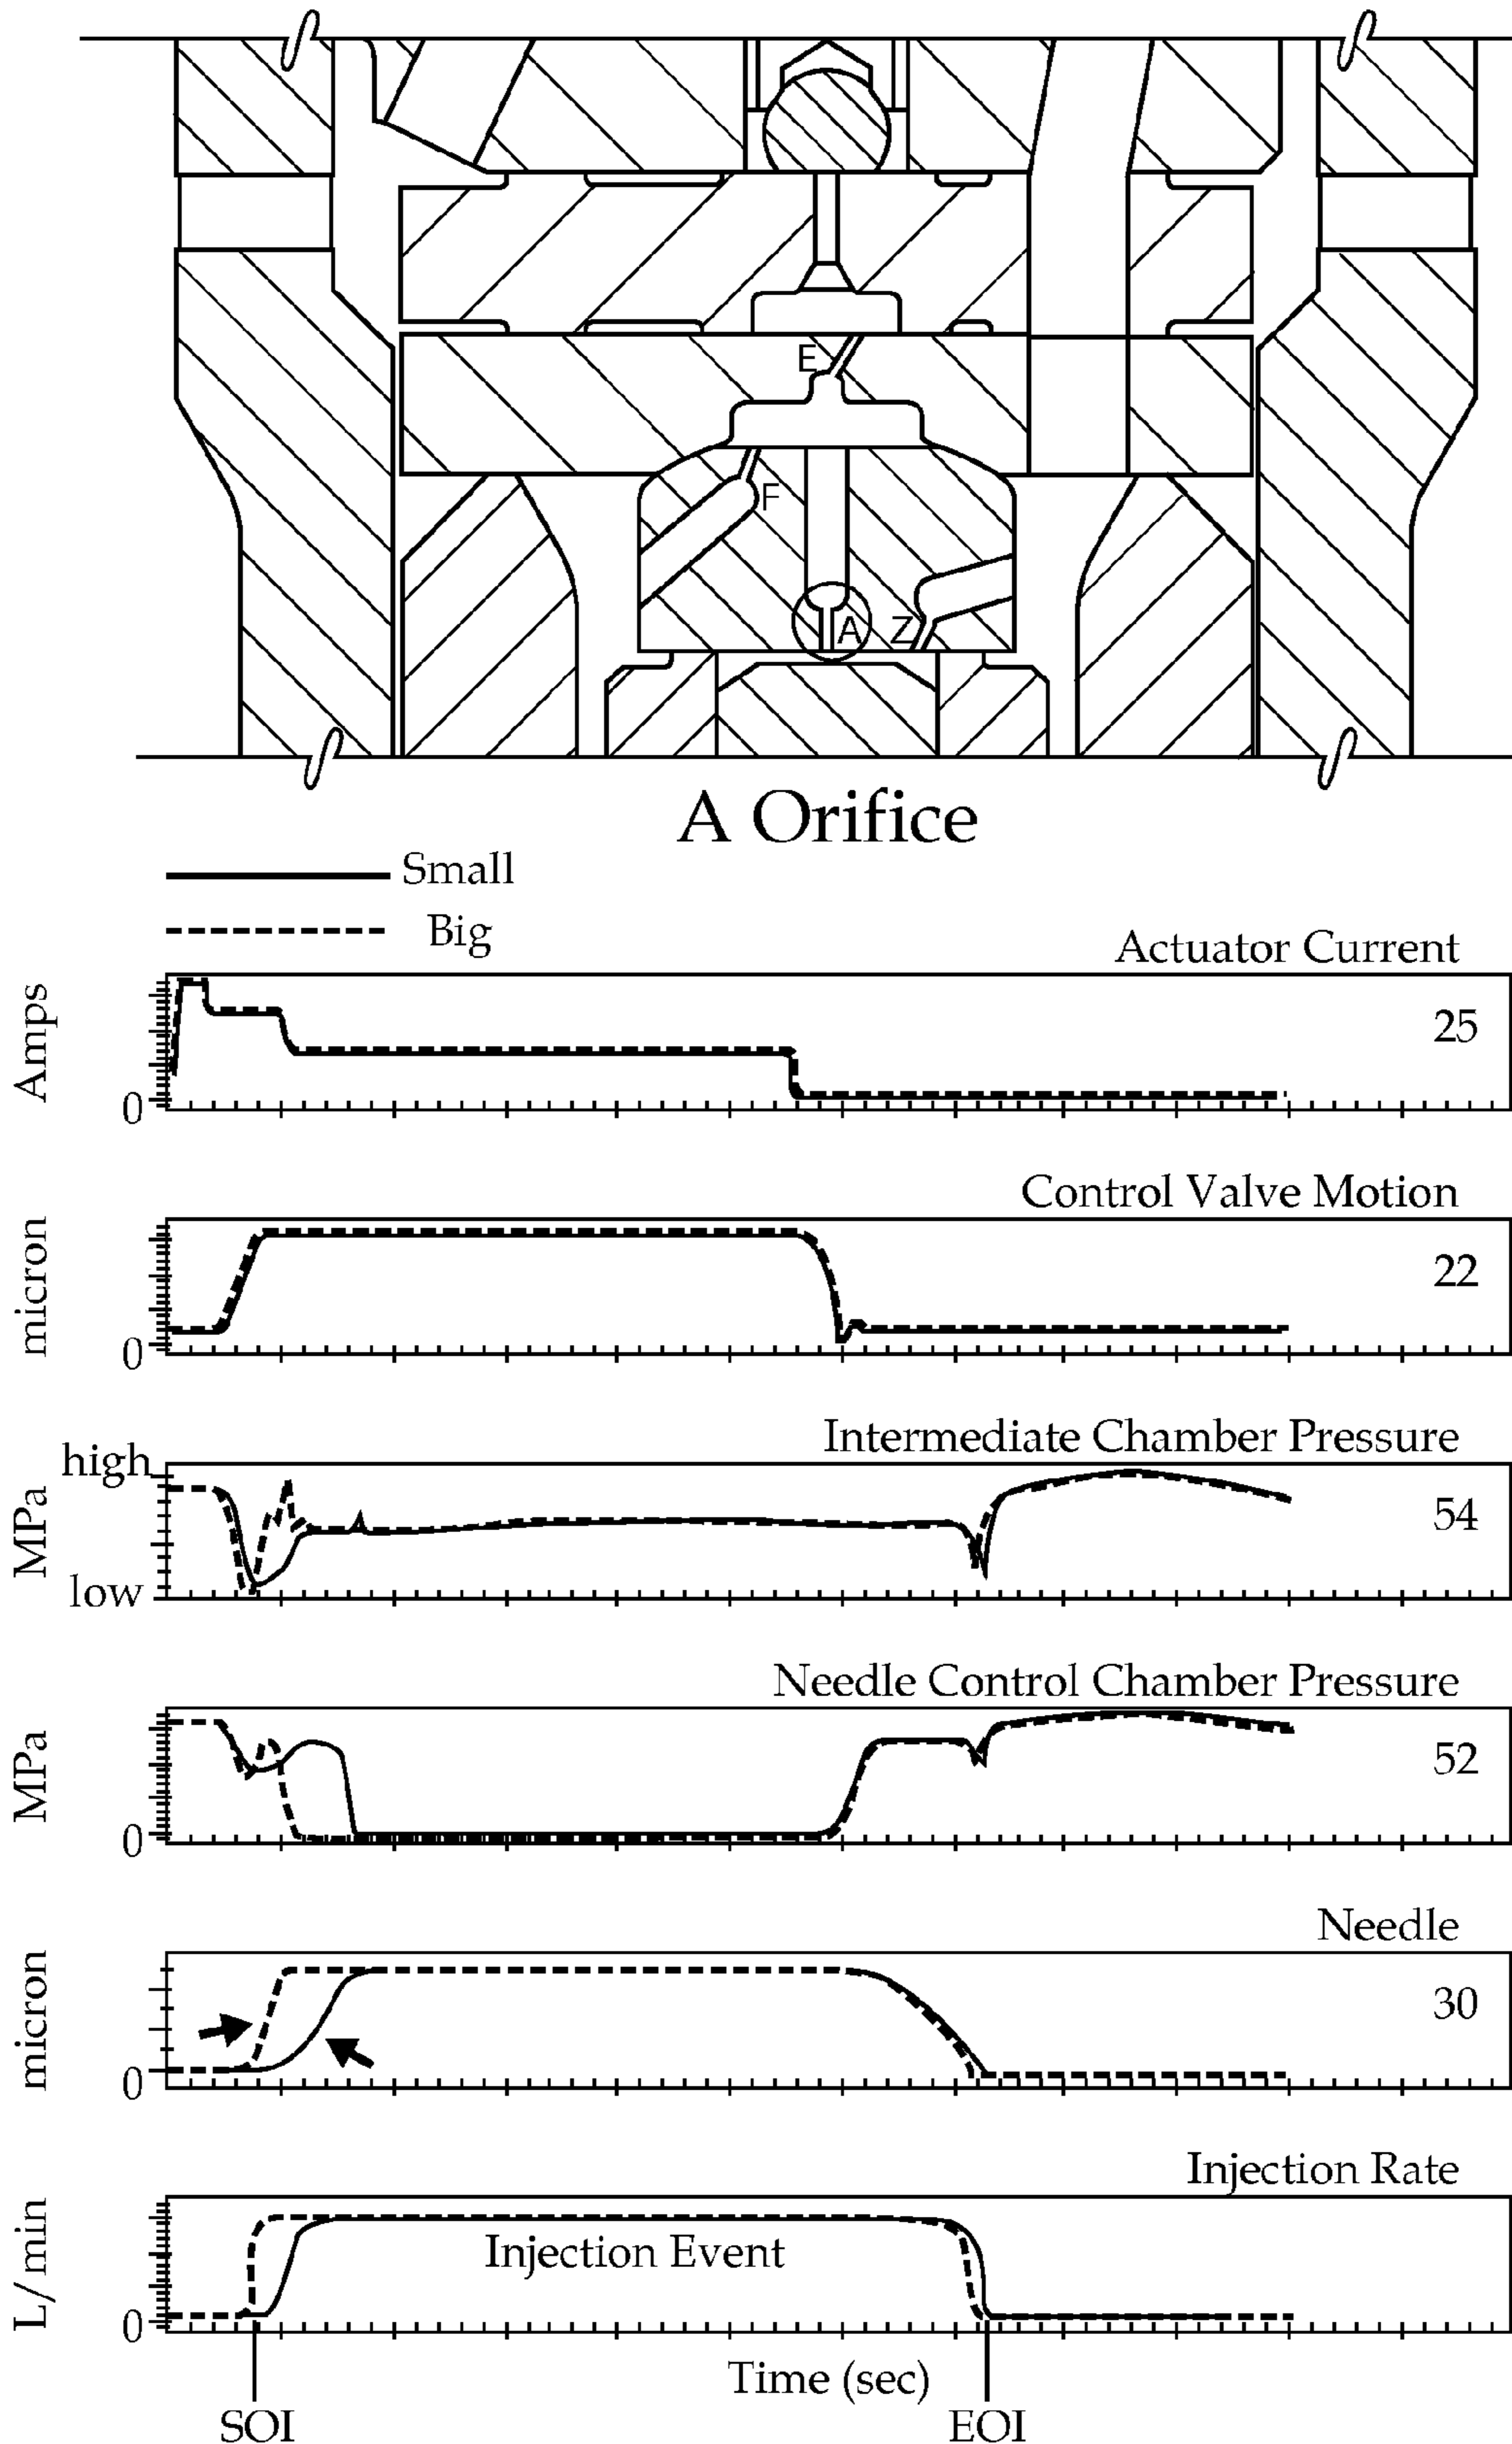 E
F
A
Z
A Orifice
Small
Big
Actuator Current
Amps
25
0
Control Valve Motion
micron
22
0
Intermediate Chamber Pressure
high
MPa
54
low
Needle Control Chamber Pressure
MPa
52
0
Needle
micron
30
0
Injection Rate
L/min
Injection Event
0
Time (sec)
SOI
EOI